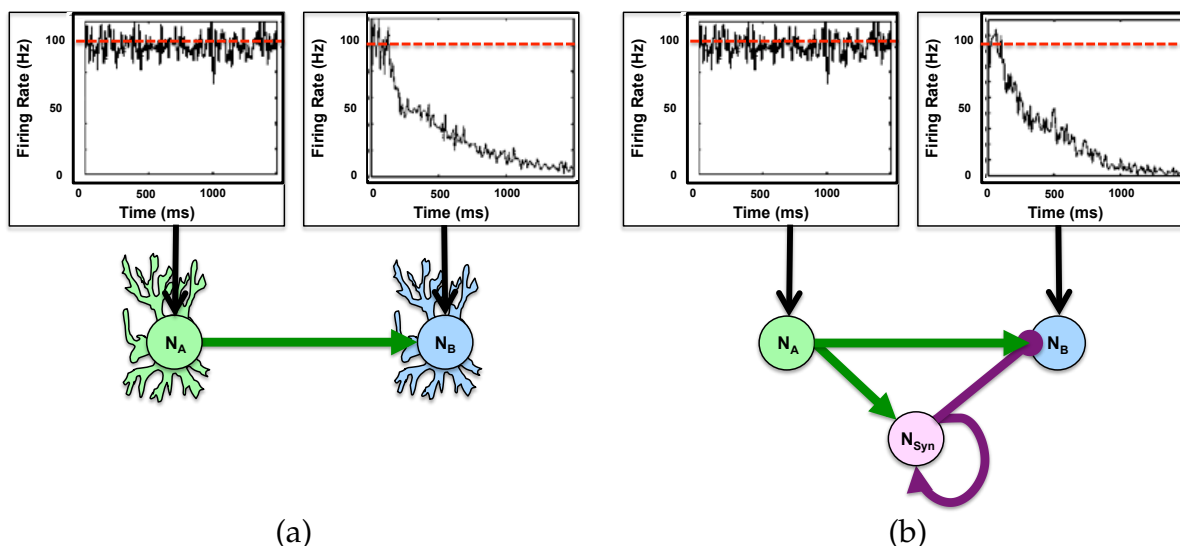 Firing Rate (Hz)
100
50
0
0 500 1000
Time (ms)
Firing Rate (Hz)
100
50
0
0 500 1000
Time (ms)
N_A
N_B
(a)
Firing Rate (Hz)
100
50
0
0 500 1000
Time (ms)
Firing Rate (Hz)
100
50
0
0 500 1000
Time (ms)
N_A
N_B
N_Syn
(b)